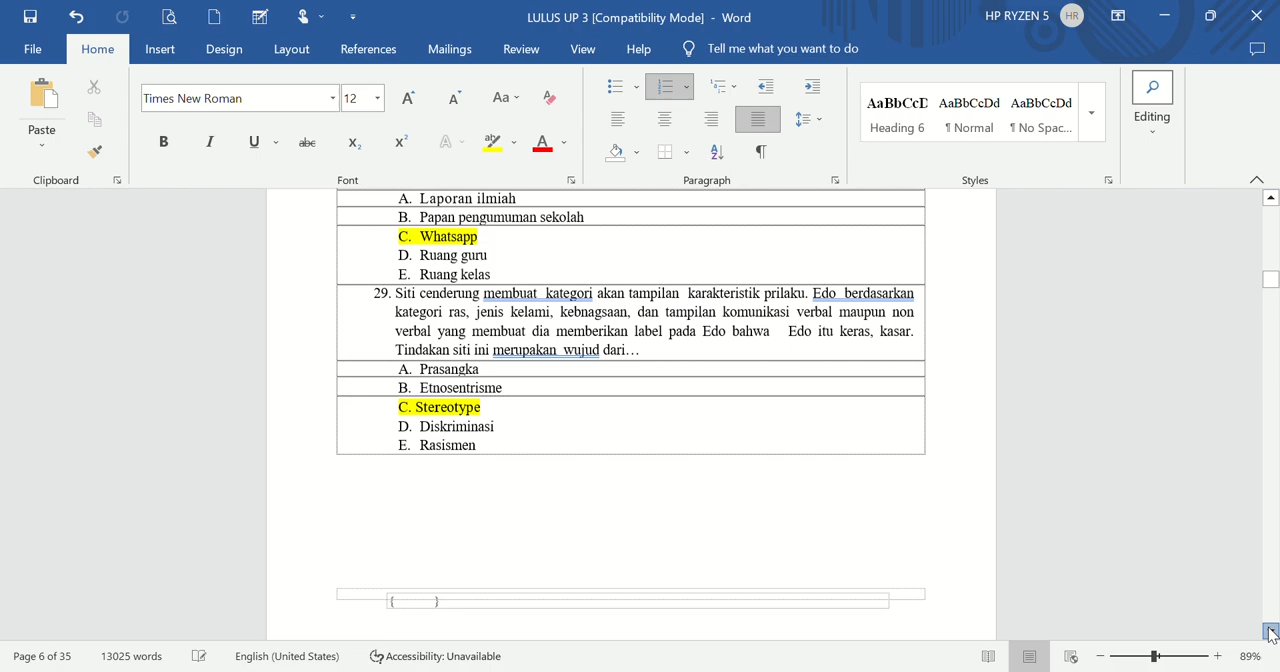 LULUS UP 3 [Compatibility Mode] - Word
HP RYZEN 5 HR
File Home Insert Design Layout References Mailings Review View Help Tell me what you want to do
Paste
Clipboard
Times New Roman 12
A A Aa A
B I U abc X₂ X² A ab A
Font
Paragraph
AaBbCcI AaBbCcDd AaBbCcDd
Heading 6 ¶ Normal ¶ No Spac...
Styles
Editing
A. Laporan ilmiah
B. Papan pengumuman sekolah
C. Whatsapp
D. Ruang guru
E. Ruang kelas
29. Siti cenderung membuat kategori akan tampilan karakteristik prilaku. Edo berdasarkan
kategori ras, jenis kelami, kebnagsaan, dan tampilan komunikasi verbal maupun non
verbal yang membuat dia memberikan label pada Edo bahwa Edo itu keras, kasar.
Tindakan siti ini merupakan wujud dari…
A. Prasangka
B. Etnosentrisme
C. Stereotype
D. Diskriminasi
E. Rasismen
{ }
Page 6 of 35 13025 words English (United States) Accessibility: Unavailable 89%